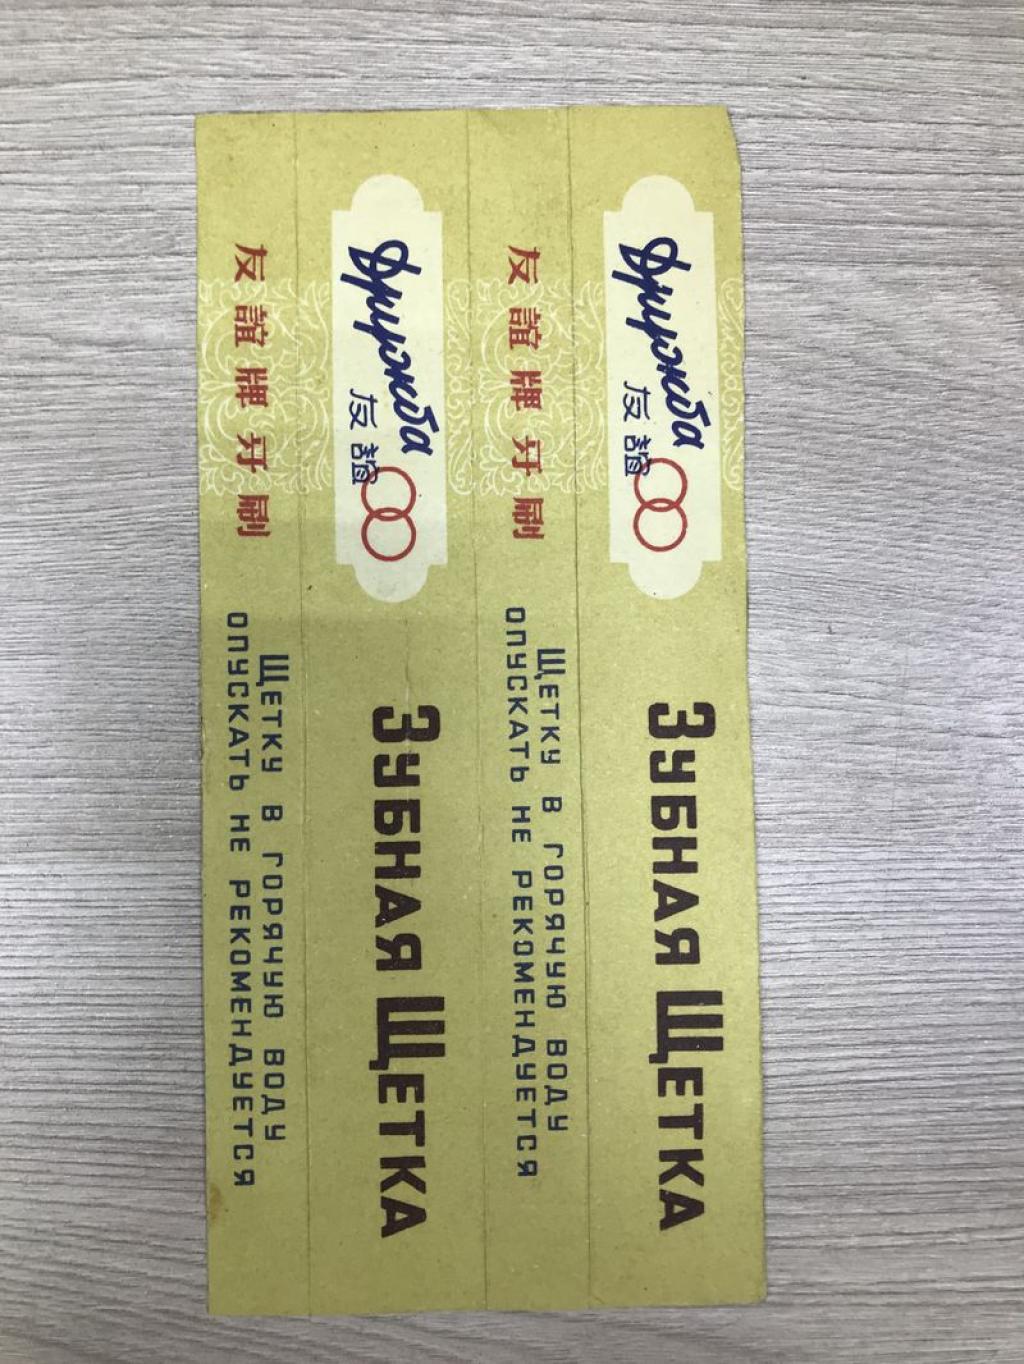 Дружба
友誼
Зубная Щетка
友誼牌牙刷
Щетку в горячую воду
опускать не рекомендуется
Дружба
友誼
Зубная Щетка
友誼牌牙刷
Щетку в горячую воду
опускать не рекомендуется